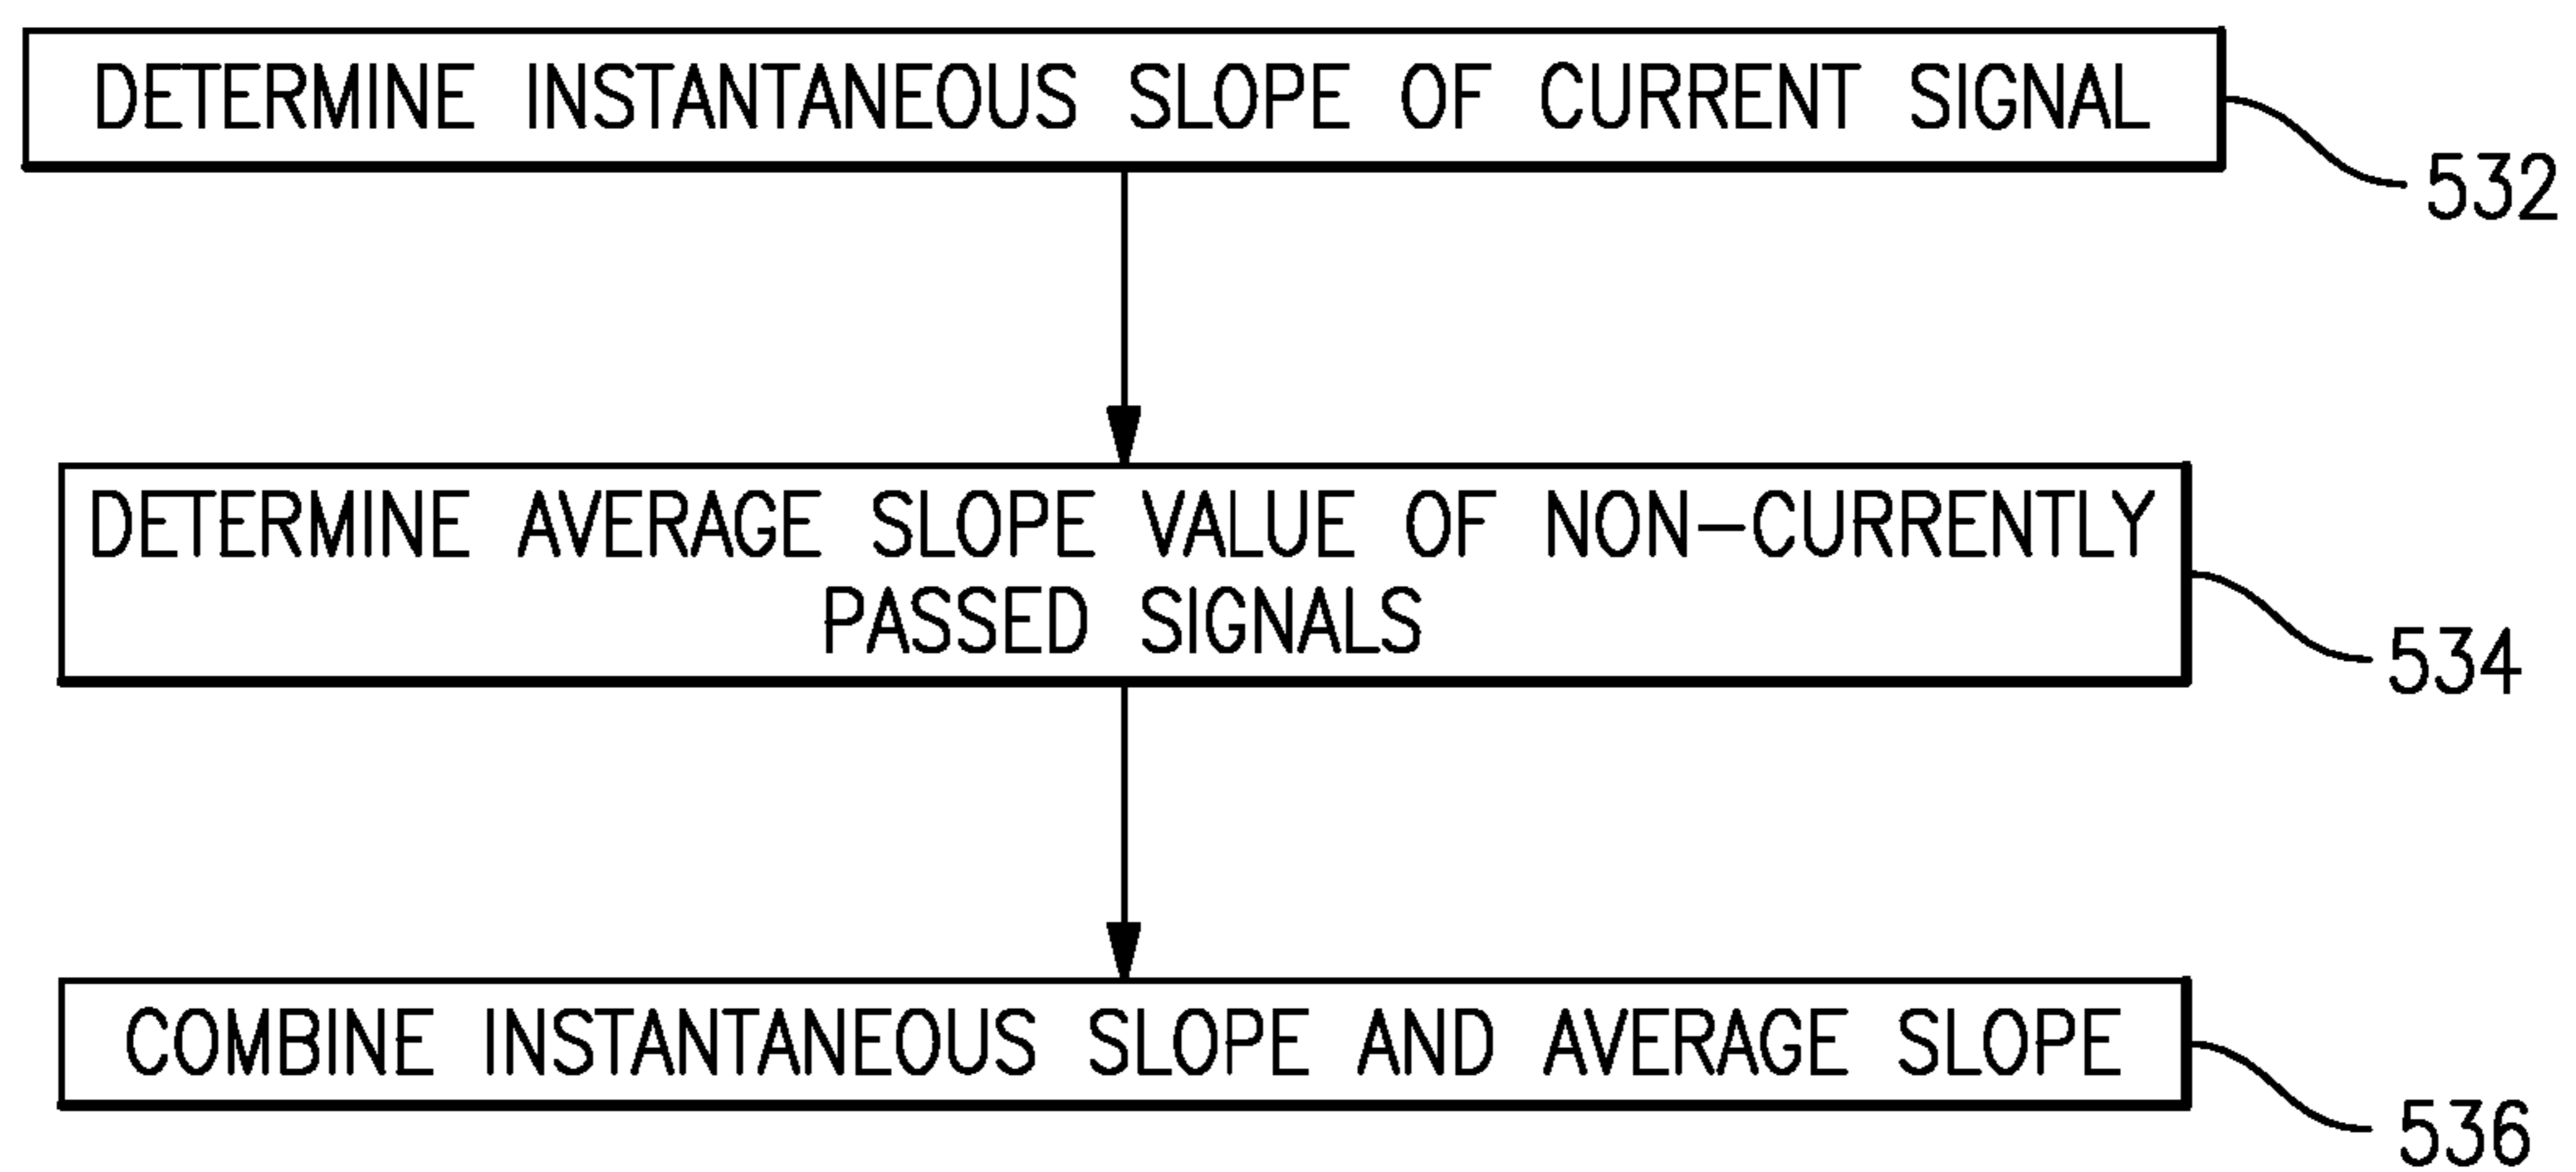 DETERMINE INSTANTANEOUS SLOPE OF CURRENT SIGNAL
532
DETERMINE AVERAGE SLOPE VALUE OF NON-CURRENTLY
PASSED SIGNALS
534
COMBINE INSTANTANEOUS SLOPE AND AVERAGE SLOPE
536